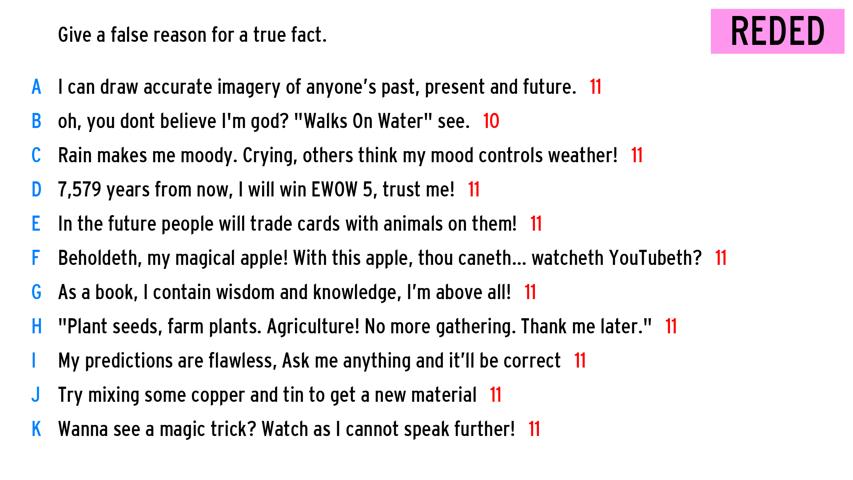 Give a false reason for a true fact.
REDED
A I can draw accurate imagery of anyone's past, present and future. 11
B oh, you dont believe I'm god? "Walks On Water" see. 10
C Rain makes me moody. Crying, others think my mood controls weather! 11
D 7,579 years from now, I will win EWOW 5, trust me! 11
E In the future people will trade cards with animals on them! 11
F Beholdeth, my magical apple! With this apple, thou caneth... watcheth YouTubeth? 11
G As a book, I contain wisdom and knowledge, I'm above all! 11
H "Plant seeds, farm plants. Agriculture! No more gathering. Thank me later." 11
I My predictions are flawless, Ask me anything and it'll be correct 11
J Try mixing some copper and tin to get a new material 11
K Wanna see a magic trick? Watch as I cannot speak further! 11